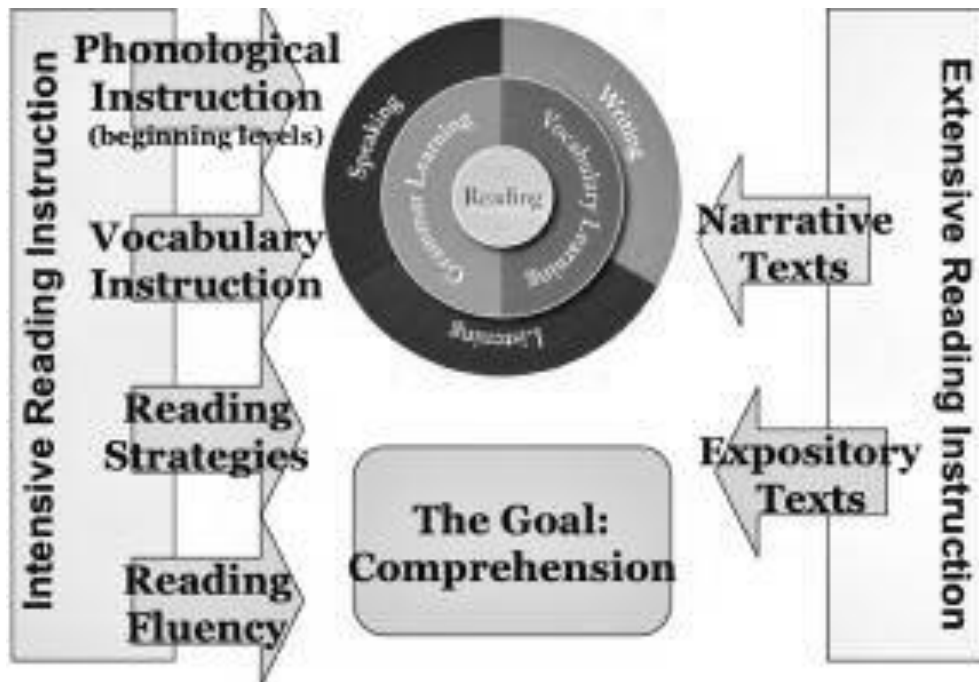 Intensive Reading Instruction
Phonological
Instruction
(beginning levels)
Vocabulary
Instruction
Reading
Strategies
Reading
Fluency
Speaking
Writing
Listening
Grammar Learning
Vocabulary Learning
Reading
The Goal:
Comprehension
Narrative
Texts
Expository
Texts
Extensive Reading Instruction